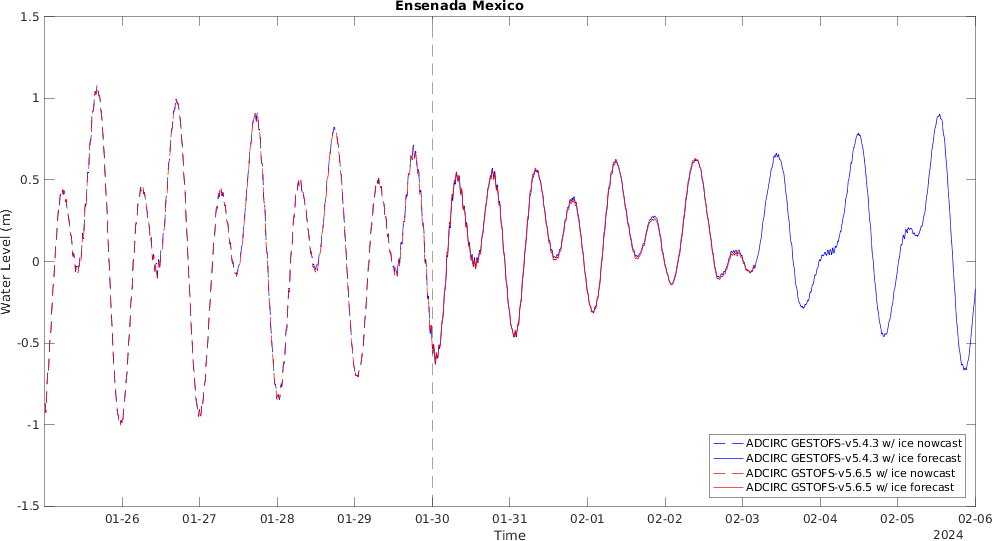 Ensenada Mexico
1.5
1
0.5
0
-0.5
-1
-1.5
Water Level (m)
01-26 01-27 01-28 01-29 01-30 01-31 02-01 02-02 02-03 02-04 02-05 02-06
Time
2024
ADCIRC GESTOFS-v5.4.3 w/ ice nowcast
ADCIRC GESTOFS-v5.4.3 w/ ice forecast
ADCIRC GSTOFS-v5.6.5 w/ ice nowcast
ADCIRC GSTOFS-v5.6.5 w/ ice forecast